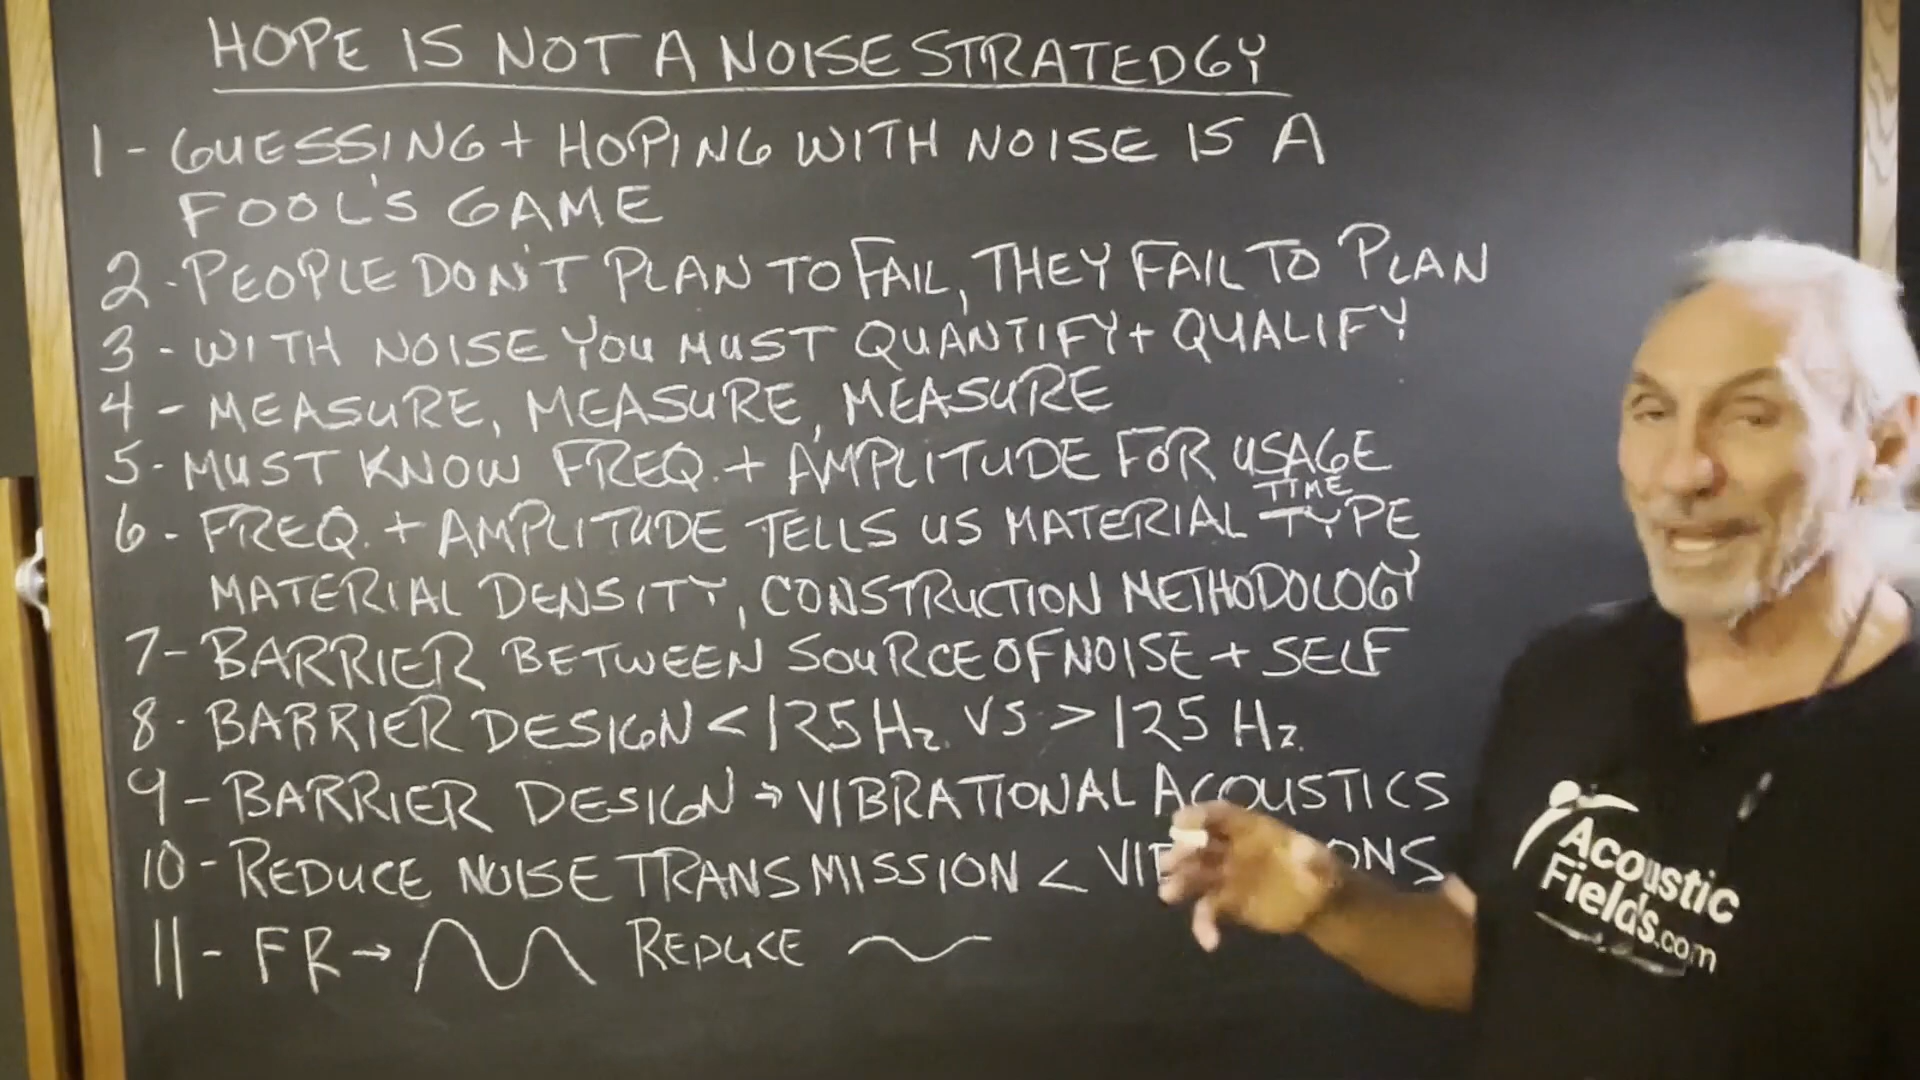 HOPE IS NOT A NOISE STRATEDGY
1 - GUESSING + HOPING WITH NOISE IS A
FOOL'S GAME
2 - PEOPLE DON'T PLAN TO FAIL, THEY FAIL TO PLAN
3 - WITH NOISE YOU MUST QUANTIFY + QUALIFY
4 - MEASURE, MEASURE, MEASURE
5 - MUST KNOW FREQ. + AMPLITUDE FOR USAGE
TIME
6 - FREQ. + AMPLITUDE TELLS US MATERIAL TYPE
MATERIAL DENSITY, CONSTRUCTION METHODOLOGY
7 - BARRIER BETWEEN SOURCE OF NOISE + SELF
8 - BARRIER DESIGN < 125 Hz. VS > 125 Hz.
9 - BARRIER DESIGN → VIBRATIONAL ACOUSTICS
10 - REDUCE NOISE TRANSMISSION <
11 - FR → REDUCE
Acoustic
Fields.com